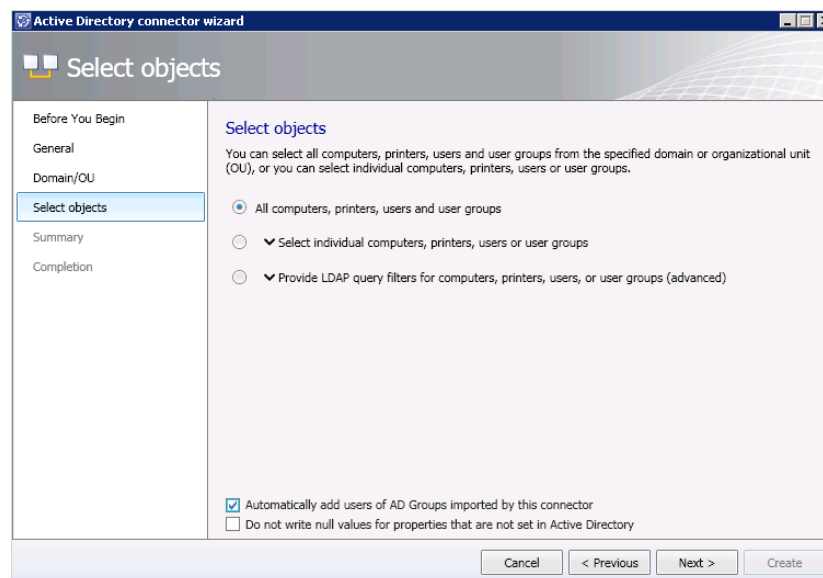 Active Directory connector wizard
Select objects
Before You Begin
General
Domain/OU
Select objects
Summary
Completion
Select objects
You can select all computers, printers, users and user groups from the specified domain or organizational unit
(OU), or you can select individual computers, printers, users or user groups.
All computers, printers, users and user groups
Select individual computers, printers, users or user groups
Provide LDAP query filters for computers, printers, users, or user groups (advanced)
Automatically add users of AD Groups imported by this connector
Do not write null values for properties that are not set in Active Directory
Cancel
< Previous
Next >
Create